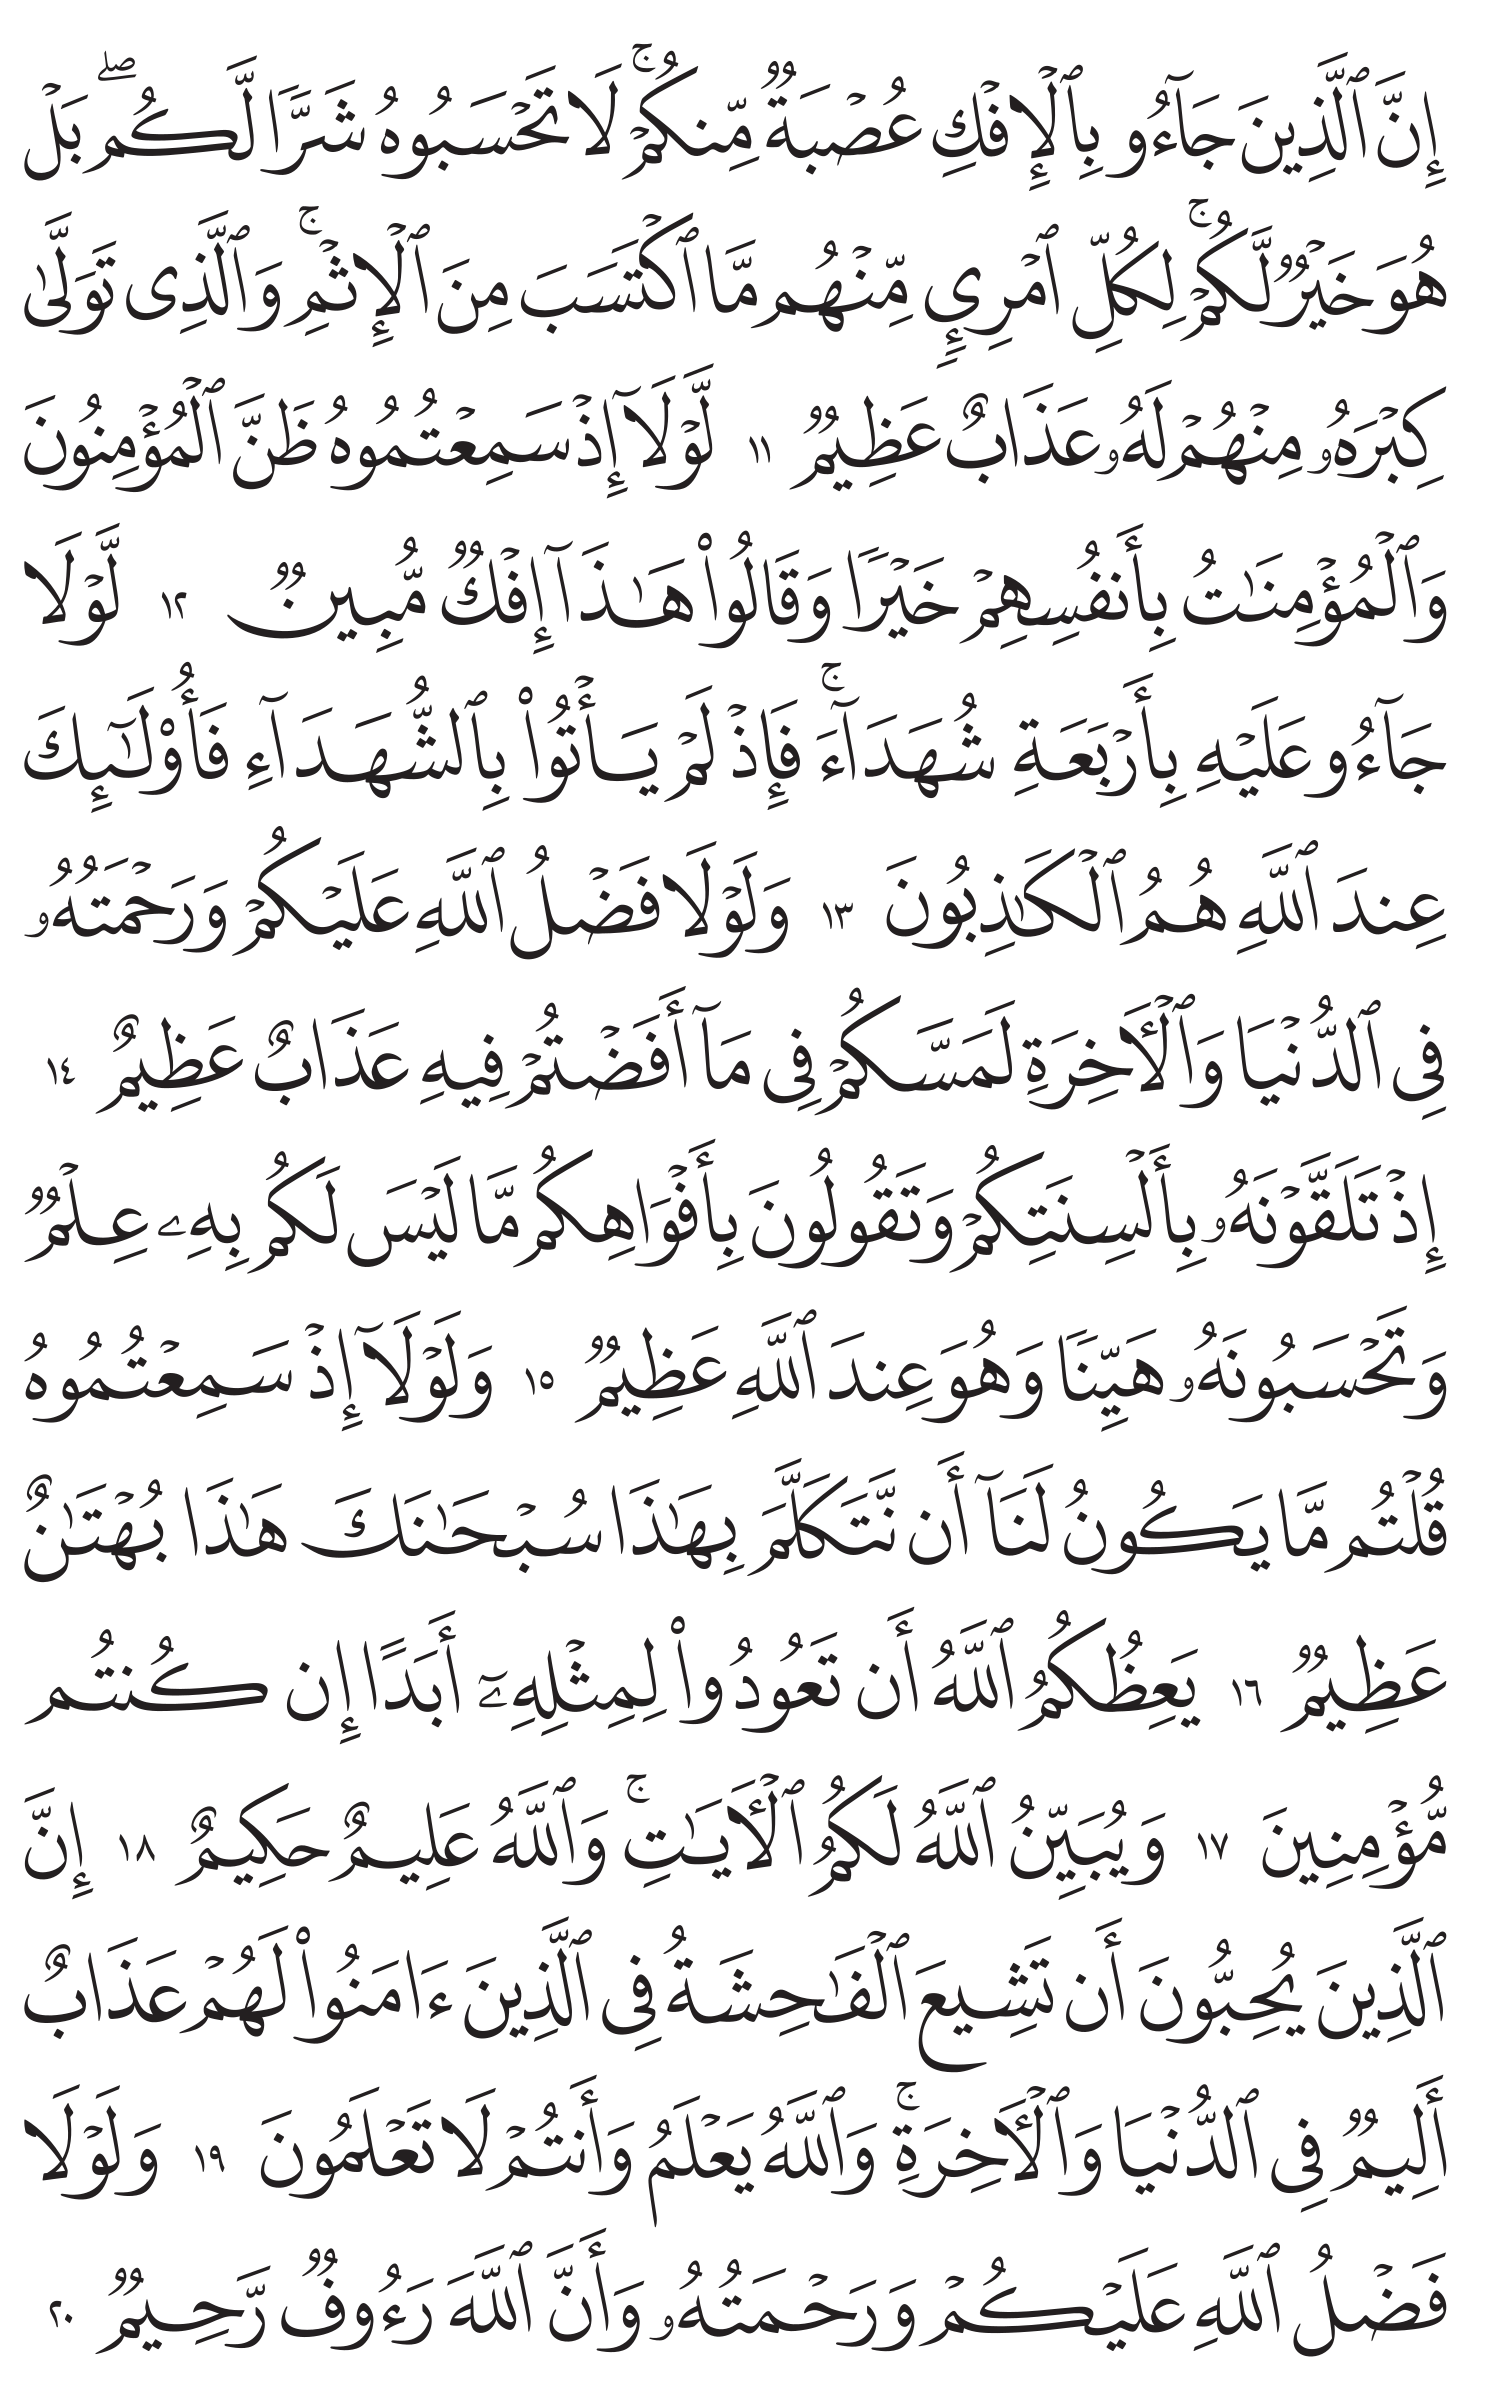 إِنَّ ٱلَّذِينَ جَآءُو بِٱلْإِفْكِ عُصْبَةٌ مِّنكُمْ ۚ لَا تَحْسَبُوهُ شَرًّا لَّكُم ۖ بَلْ
هُوَ خَيْرٌ لَّكُمْ ۚ لِكُلِّ ٱمْرِئٍ مِّنْهُم مَّا ٱكْتَسَبَ مِنَ ٱلْإِثْمِ ۚ وَٱلَّذِى تَوَلَّىٰ
كِبْرَهُۥ مِنْهُمْ لَهُۥ عَذَابٌ عَظِيمٌ ١١ لَّوْلَآ إِذْ سَمِعْتُمُوهُ ظَنَّ ٱلْمُؤْمِنُونَ
وَٱلْمُؤْمِنَـٰتُ بِأَنفُسِهِمْ خَيْرًا وَقَالُوا۟ هَـٰذَآ إِفْكٌ مُّبِينٌ ١٢ لَّوْلَا
جَآءُو عَلَيْهِ بِأَرْبَعَةِ شُهَدَآءَ ۚ فَإِذْ لَمْ يَأْتُوا۟ بِٱلشُّهَدَآءِ فَأُو۟لَـٰٓئِكَ
عِندَ ٱللَّهِ هُمُ ٱلْكَـٰذِبُونَ ١٣ وَلَوْلَا فَضْلُ ٱللَّهِ عَلَيْكُمْ وَرَحْمَتُهُۥ
فِى ٱلدُّنْيَا وَٱلْـَٔاخِرَةِ لَمَسَّكُمْ فِى مَآ أَفَضْتُمْ فِيهِ عَذَابٌ عَظِيمٌ ١٤
إِذْ تَلَقَّوْنَهُۥ بِأَلْسِنَتِكُمْ وَتَقُولُونَ بِأَفْوَاهِكُم مَّا لَيْسَ لَكُم بِهِۦ عِلْمٌ
وَتَحْسَبُونَهُۥ هَيِّنًا وَهُوَ عِندَ ٱللَّهِ عَظِيمٌ ١٥ وَلَوْلَآ إِذْ سَمِعْتُمُوهُ
قُلْتُم مَّا يَكُونُ لَنَآ أَن نَّتَكَلَّمَ بِهَـٰذَا سُبْحَـٰنَكَ هَـٰذَا بُهْتَـٰنٌ
عَظِيمٌ ١٦ يَعِظُكُمُ ٱللَّهُ أَن تَعُودُوا۟ لِمِثْلِهِۦٓ أَبَدًا إِن كُنتُم
مُّؤْمِنِينَ ١٧ وَيُبَيِّنُ ٱللَّهُ لَكُمُ ٱلْـَٔايَـٰتِ ۚ وَٱللَّهُ عَلِيمٌ حَكِيمٌ ١٨ إِنَّ
ٱلَّذِينَ يُحِبُّونَ أَن تَشِيعَ ٱلْفَـٰحِشَةُ فِى ٱلَّذِينَ ءَامَنُوا۟ لَهُمْ عَذَابٌ
أَلِيمٌ فِى ٱلدُّنْيَا وَٱلْـَٔاخِرَةِ ۚ وَٱللَّهُ يَعْلَمُ وَأَنتُمْ لَا تَعْلَمُونَ ١٩ وَلَوْلَا
فَضْلُ ٱللَّهِ عَلَيْكُمْ وَرَحْمَتُهُۥ وَأَنَّ ٱللَّهَ رَءُوفٌ رَّحِيمٌ ٢٠